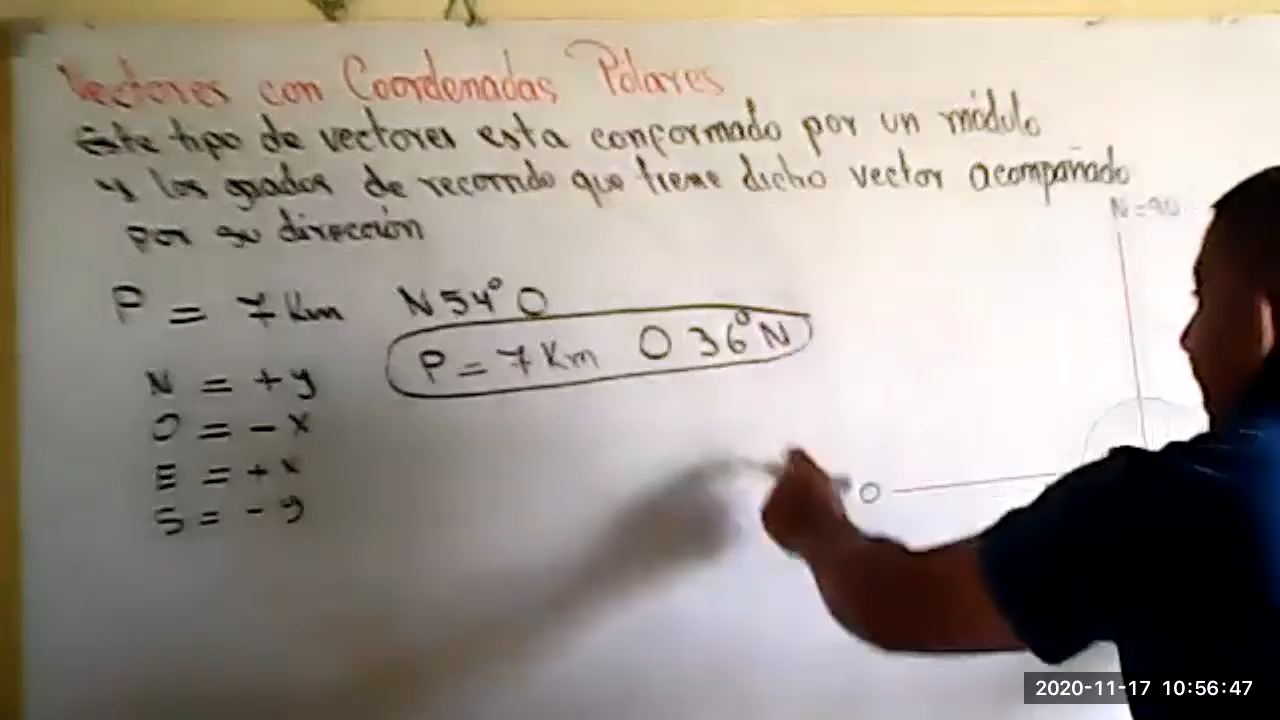 Vectores con Coordenadas Polares
Este tipo de vectores esta conformado por un módulo
y los grados de recorrido que tiene dicho vector acompañado
por su dirección
N=90
P = 7 Km N 54° O
P = 7 Km O 36° N
N = + y
O = - x
E = + x
S = - y
O
2020-11-17 10:56:47